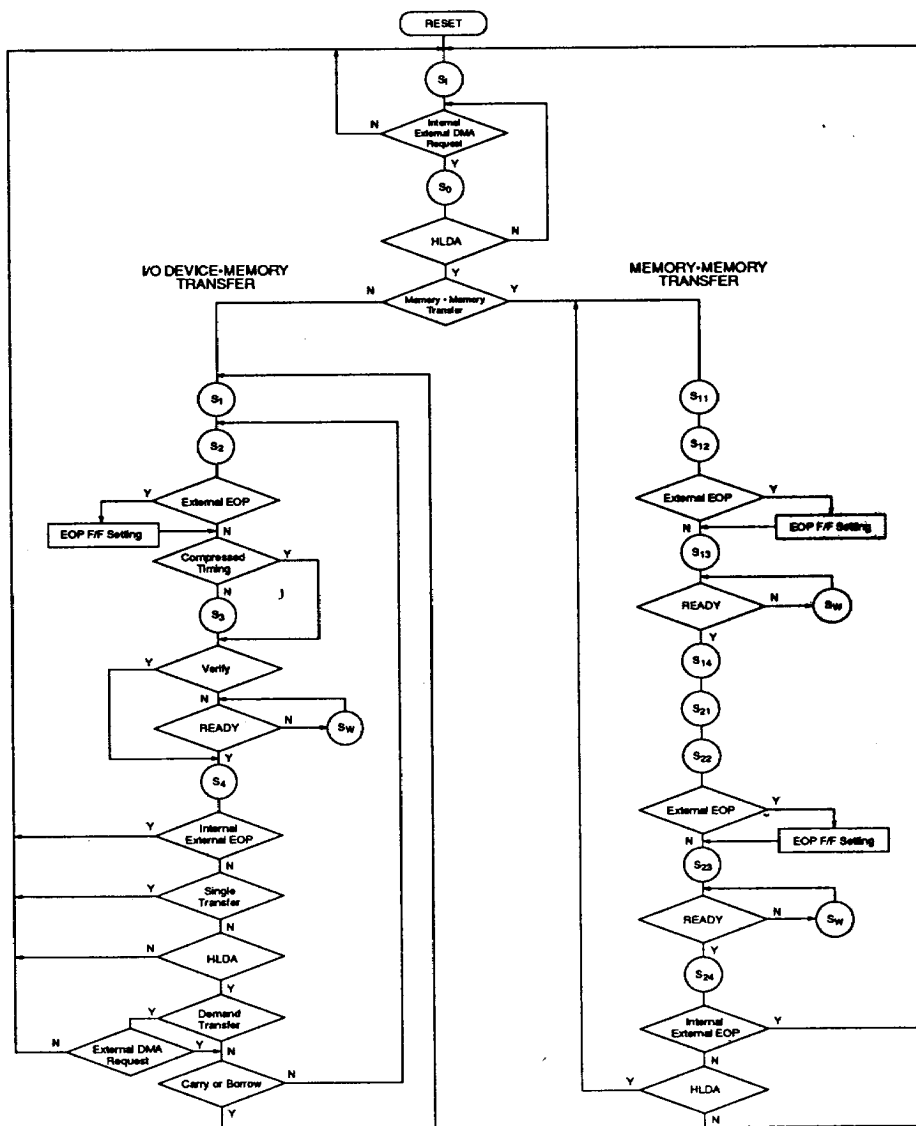 RESET
SI
Internal
External DMA
Request
N
Y
S0
HLDA
N
Y
I/O DEVICE•MEMORY
TRANSFER
MEMORY•MEMORY
TRANSFER
N
Memory • Memory
Transfer
Y
S1
S2
Y
External EOP
N
EOP F/F Setting
Compressed
Timing
Y
N
S3
Y
Verify
N
READY
N
SW
Y
S4
Y
Internal
External EOP
N
Y
Single
Transfer
N
N
HLDA
Y
Y
Demand
Transfer
N
N
External DMA
Request
Y
Carry or Borrow
N
Y
S11
S12
External EOP
Y
N
EOP F/F Setting
S13
READY
N
SW
Y
S14
S21
S22
External EOP
Y
N
EOP F/F Setting
S23
READY
N
SW
Y
S24
Internal
External EOP
Y
N
Y
HLDA
N